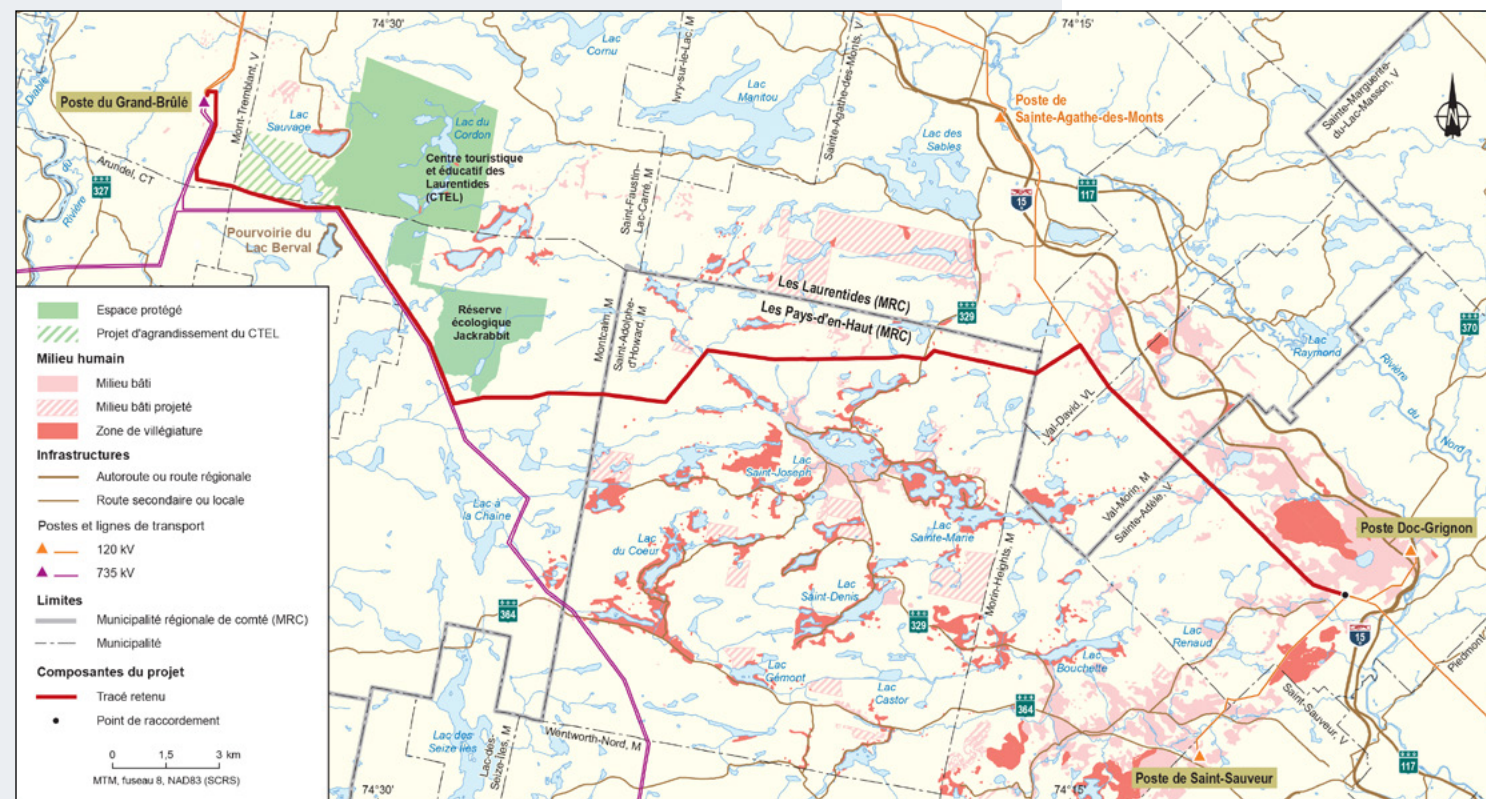 74°30'
74°15'
Diable
Rivière
du
Poste du Grand-Brûlé
Mont-Tremblant, V
Arundel, CT
327
Lac
Sauvage
Lac du
Cordon
Centre touristique
et éducatif des
Laurentides
(CTEL)
Pourvoirie du
Lac Berval
Réserve
écologique
Jackrabbit
Lac
Cornu
Ivry-sur-le-Lac, M
Lac
Manitou
Sainte-Agathe-des-Monts, V
Lac des
Sables
Saint-Faustin-
Lac-Carré, M
Poste de
Sainte-Agathe-des-Monts
15
117
Sainte-Marguerite-
du-Lac-Masson, V
N
370
Lac
Raymond
Rivière
du
Nord
Les Laurentides (MRC)
Les Pays-d'en-Haut (MRC)
329
Montcalm, M
Saint-Adolphe-
d'Howard, M
Val-David, VL
Val-Morin, M
Sainte-Adèle, V
Lac
Saint-Joseph
Lac à
la Chaîne
Lac
du Coeur
Lac
Sainte-Marie
Morin-Heights, M
Lac
Saint-Denis
329
364
Poste Doc-Grignon
15
Lac
Renaud
Piedmont
Lac
Bouchette
Lac
Gémont
Lac
Castor
364
Saint-Sauveur, V
Wentworth-Nord, M
Lac des
Seize Îles
Lac-des-
Seize-Îles, M
Poste de Saint-Sauveur
117
74°30'
74°15'
Espace protégé
Projet d'agrandissement du CTEL
Milieu humain
Milieu bâti
Milieu bâti projeté
Zone de villégiature
Infrastructures
Autoroute ou route régionale
Route secondaire ou locale
Postes et lignes de transport
120 kV
735 kV
Limites
Municipalité régionale de comté (MRC)
Municipalité
Composantes du projet
Tracé retenu
Point de raccordement
0 1,5 3 km
MTM, fuseau 8, NAD83 (SCRS)